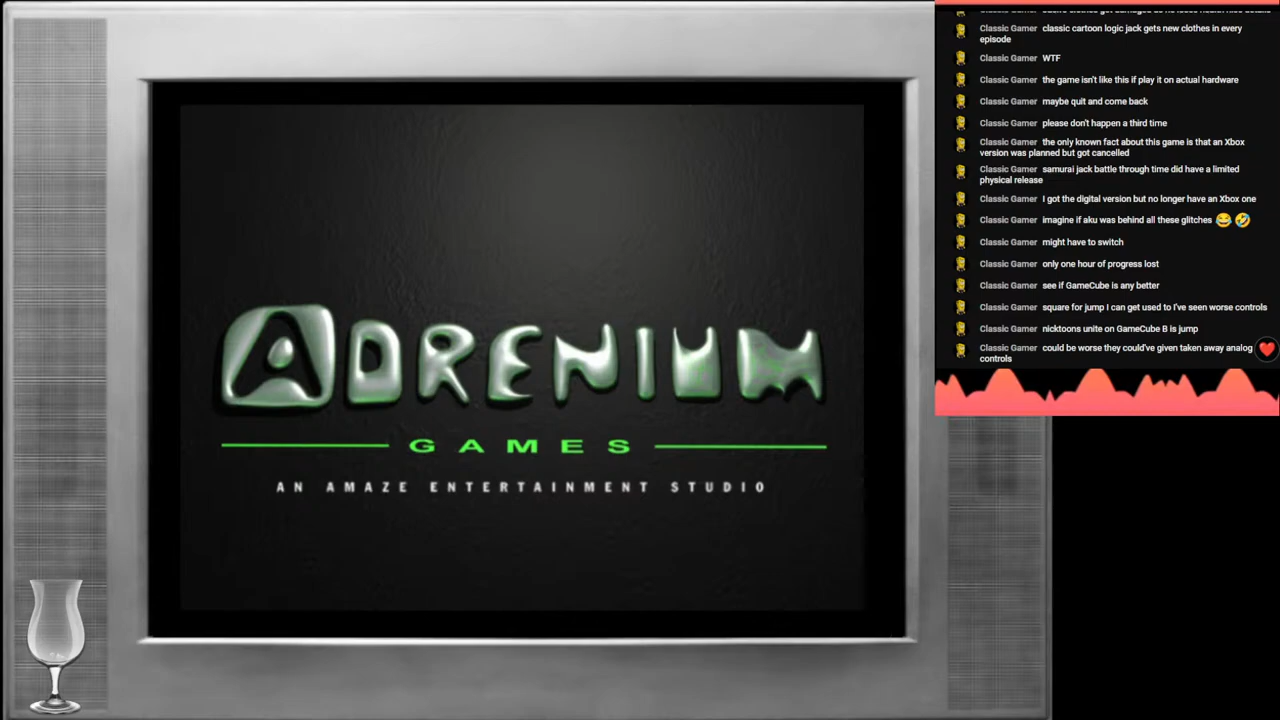 ADRENIUM
GAMES
AN AMAZE ENTERTAINMENT STUDIO
Classic Gamer classic cartoon logic jack gets new clothes in every
episode
Classic Gamer WTF
Classic Gamer the game isn't like this if play it on actual hardware
Classic Gamer maybe quit and come back
Classic Gamer please don't happen a third time
Classic Gamer the only known fact about this game is that an Xbox
version was planned but got cancelled
Classic Gamer samurai jack battle through time did have a limited
physical release
Classic Gamer I got the digital version but no longer have an Xbox one
Classic Gamer imagine if aku was behind all these glitches 😂 🤣
Classic Gamer might have to switch
Classic Gamer only one hour of progress lost
Classic Gamer see if GameCube is any better
Classic Gamer square for jump I can get used to I've seen worse controls
Classic Gamer nicktoons unite on GameCube B is jump
Classic Gamer could be worse they could've given taken away analog
controls